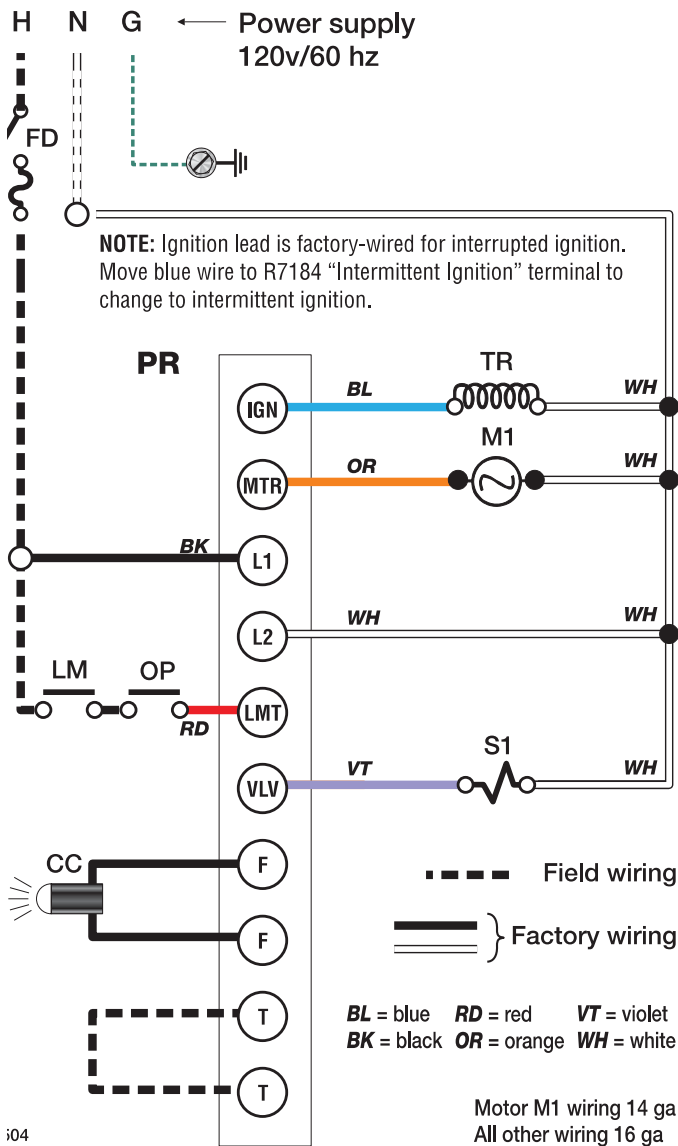 H N G ← Power supply
120v/60 hz
FD
NOTE: Ignition lead is factory-wired for interrupted ignition.
Move blue wire to R7184 “Intermittent Ignition” terminal to
change to intermittent ignition.
PR
TR
IGN BL WH
M1
MTR OR WH
BK L1
L2 WH WH
LM OP
RD LMT
S1
VLV VT WH
CC F
Field wiring
F Factory wiring
T
BL = blue RD = red VT = violet
BK = black OR = orange WH = white
T
Motor M1 wiring 14 ga
All other wiring 16 ga